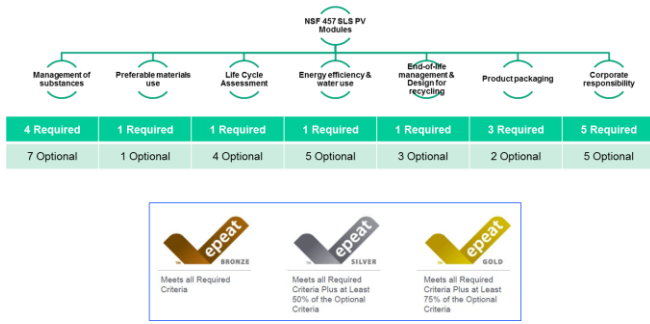 NSF 457 SLS PV
Modules
Management of
substances
Preferable materials
use
Life Cycle
Assessment
Energy efficiency &
water use
End-of-life
management &
Design for
recycling
Product packaging
Corporate
responsibility
4 Required
1 Required
1 Required
1 Required
1 Required
3 Required
5 Required
7 Optional
1 Optional
4 Optional
5 Optional
3 Optional
2 Optional
5 Optional
epeat
BRONZE
Meets all Required
Criteria
epeat
SILVER
Meets all Required
Criteria Plus at Least
50% of the Optional
Criteria
epeat
GOLD
Meets all Required
Criteria Plus at Least
75% of the Optional
Criteria